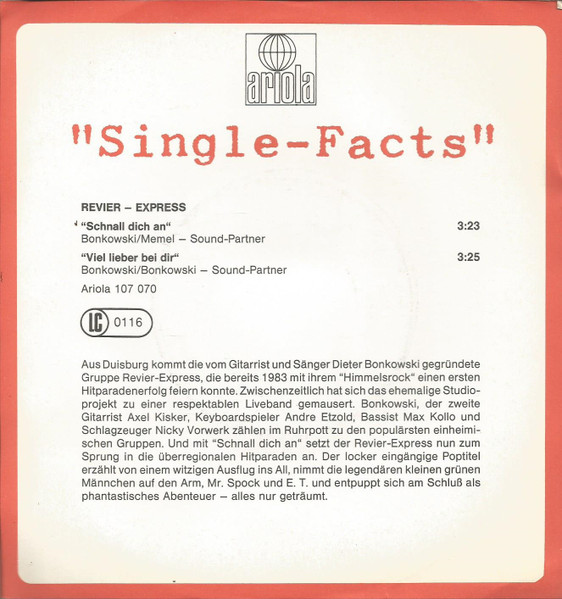 ariola
"Single-Facts"
REVIER – EXPRESS
"Schnall dich an" 3:23
Bonkowski/Memel – Sound-Partner
"Viel lieber bei dir" 3:25
Bonkowski/Bonkowski – Sound-Partner
Ariola 107 070
LC 0116
Aus Duisburg kommt die vom Gitarrist und Sänger Dieter Bonkowski gegründete
Gruppe Revier-Express, die bereits 1983 mit ihrem "Himmelsrock" einen ersten
Hitparadenerfolg feiern konnte. Zwischenzeitlich hat sich das ehemalige Studio-
projekt zu einer respektablen Liveband gemausert. Bonkowski, der zweite
Gitarrist Axel Kisker, Keyboardspieler Andre Etzold, Bassist Max Kollo und
Schlagzeuger Nicky Vorwerk zählen im Ruhrpott zu den populärsten einheimi-
schen Gruppen. Und mit "Schnall dich an" setzt der Revier-Express nun zum
Sprung in die überregionalen Hitparaden an. Der locker eingängige Poptitel
erzählt von einem witzigen Ausflug ins All, nimmt die legendären kleinen grünen
Männchen auf den Arm, Mr. Spock und E. T. und entpuppt sich am Schluß als
phantastisches Abenteuer – alles nur geträumt.